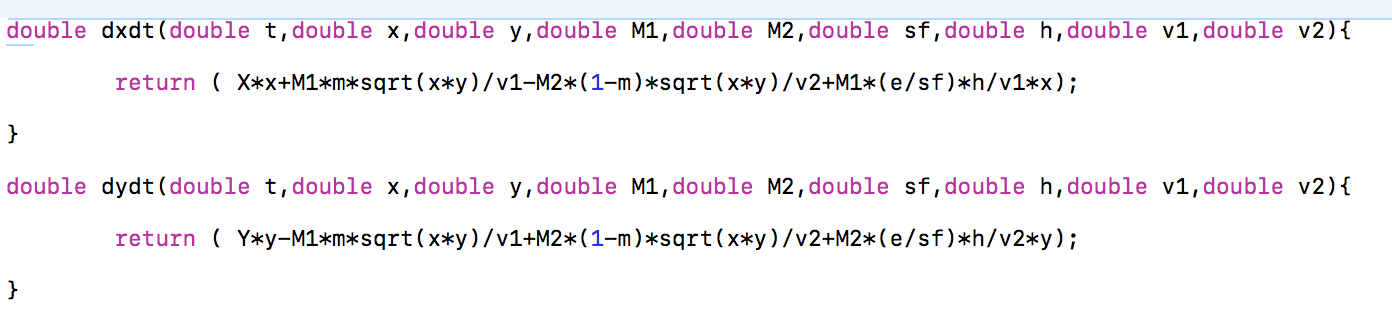 double dxdt(double t,double x,double y,double M1,double M2,double sf,double h,double v1,double v2){
return ( X*x+M1*m*sqrt(x*y)/v1-M2*(1-m)*sqrt(x*y)/v2+M1*(e/sf)*h/v1*x);
}
double dydt(double t,double x,double y,double M1,double M2,double sf,double h,double v1,double v2){
return ( Y*y-M1*m*sqrt(x*y)/v1+M2*(1-m)*sqrt(x*y)/v2+M2*(e/sf)*h/v2*y);
}